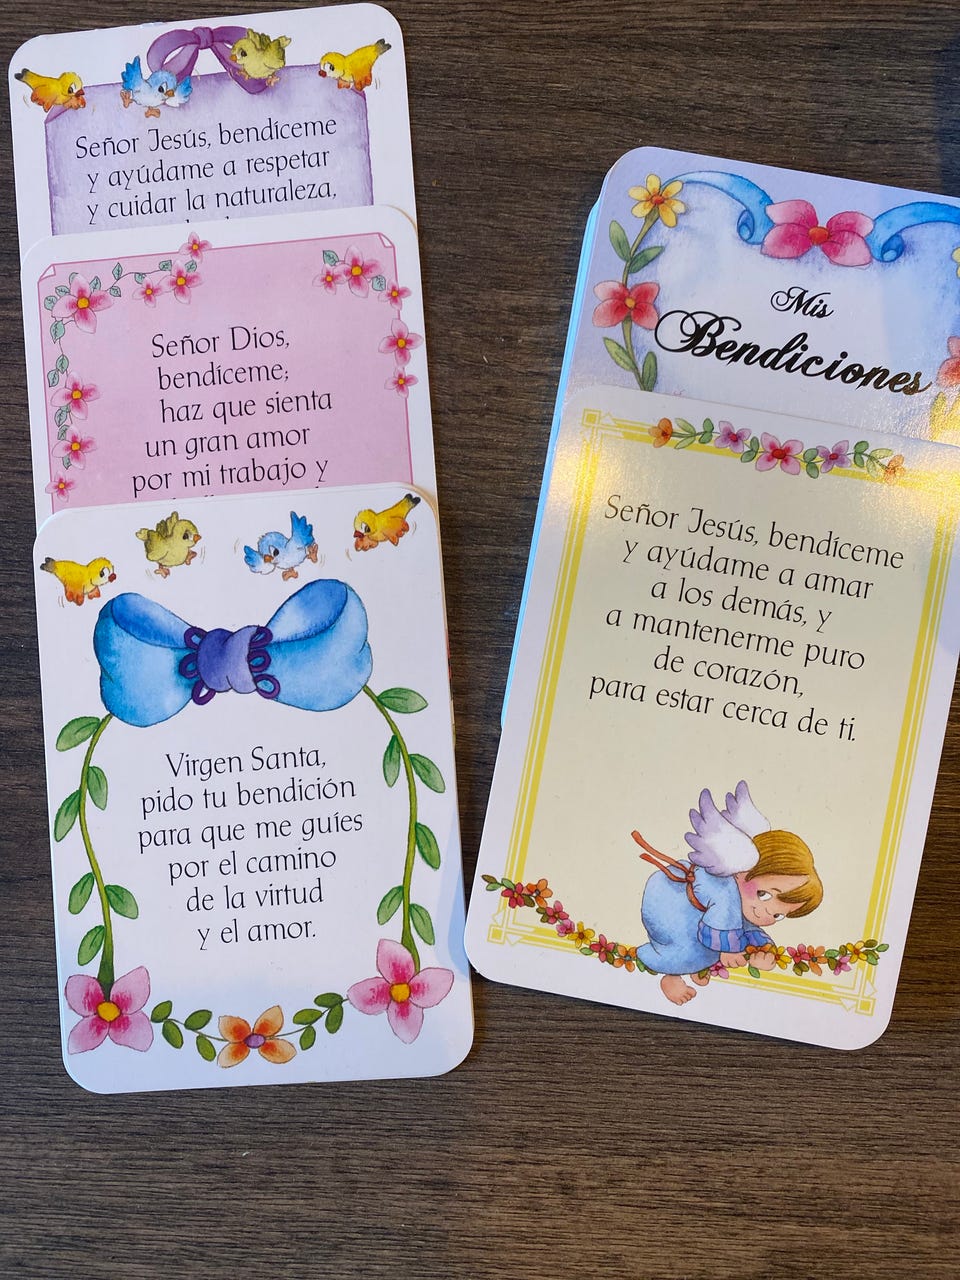 Señor Jesús, bendíceme
y ayúdame a respetar
y cuidar la naturaleza,
Señor Dios,
bendíceme;
haz que sienta
un gran amor
por mi trabajo y
Virgen Santa,
pido tu bendición
para que me guíes
por el camino
de la virtud
y el amor.
Mis
Bendiciones
Señor Jesús, bendíceme
y ayúdame a amar
a los demás, y
a mantenerme puro
de corazón,
para estar cerca de ti.